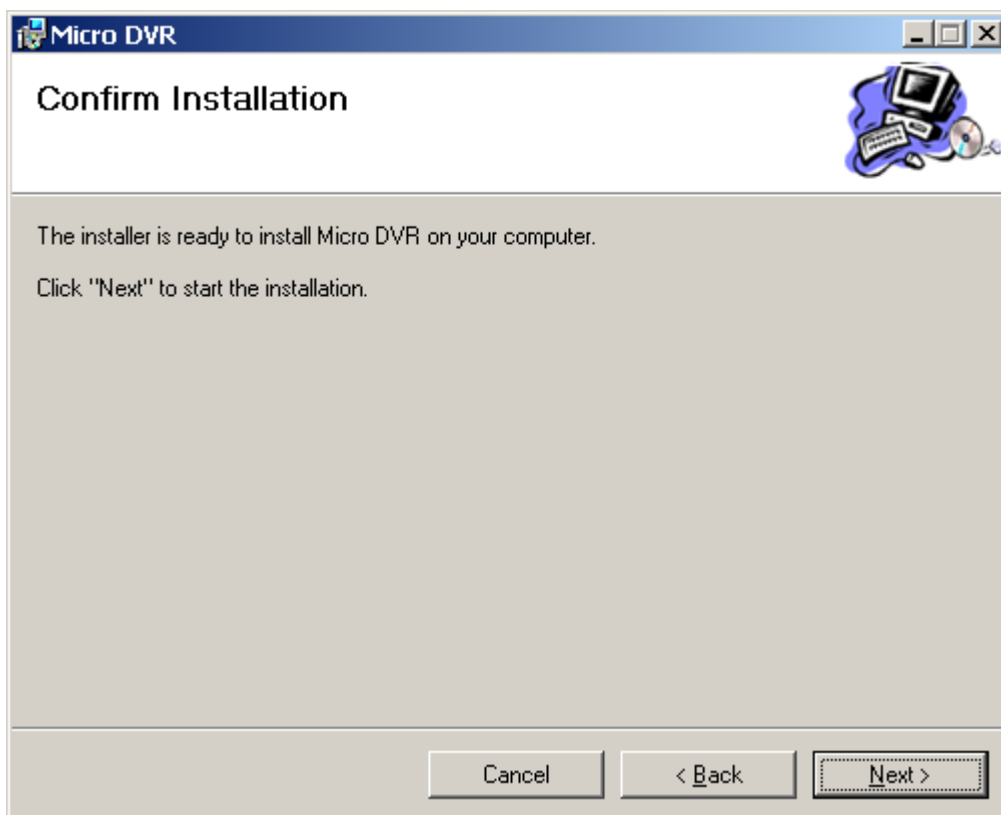 Micro DVR
Confirm Installation
The installer is ready to install Micro DVR on your computer.
Click "Next" to start the installation.
Cancel
< Back
Next >